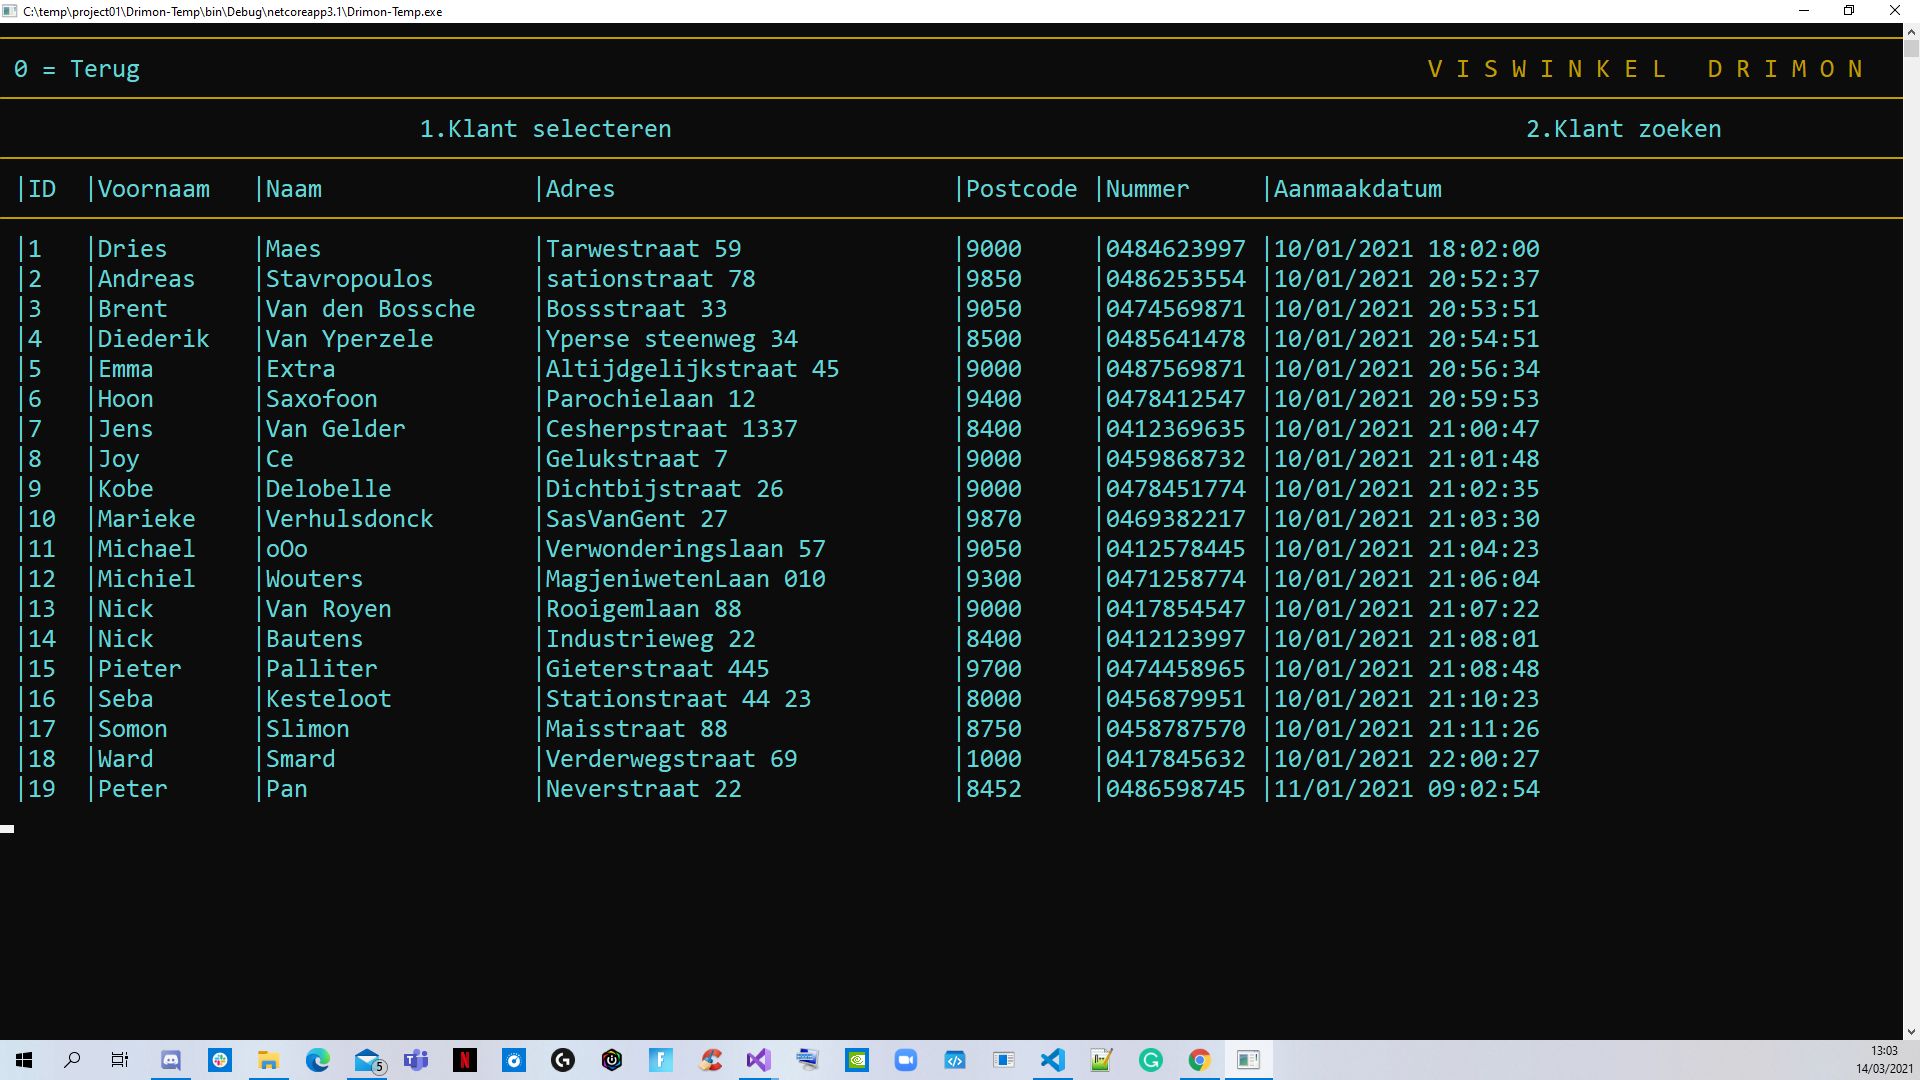 C:\temp\project01\Drimon-Temp\bin\Debug\netcoreapp3.1\Drimon-Temp.exe
0 = Terug V I S W I N K E L   D R I M O N
1.Klant selecteren 2.Klant zoeken
|ID |Voornaam |Naam |Adres |Postcode |Nummer |Aanmaakdatum
|1 |Dries |Maes |Tarwestraat 59 |9000 |0484623997 |10/01/2021 18:02:00
|2 |Andreas |Stavropoulos |sationstraat 78 |9850 |0486253554 |10/01/2021 20:52:37
|3 |Brent |Van den Bossche |Bossstraat 33 |9050 |0474569871 |10/01/2021 20:53:51
|4 |Diederik |Van Yperzele |Yperse steenweg 34 |8500 |0485641478 |10/01/2021 20:54:51
|5 |Emma |Extra |Altijdgelijkstraat 45 |9000 |0487569871 |10/01/2021 20:56:34
|6 |Hoon |Saxofoon |Parochielaan 12 |9400 |0478412547 |10/01/2021 20:59:53
|7 |Jens |Van Gelder |Cesherpstraat 1337 |8400 |0412369635 |10/01/2021 21:00:47
|8 |Joy |Ce |Gelukstraat 7 |9000 |0459868732 |10/01/2021 21:01:48
|9 |Kobe |Delobelle |Dichtbijstraat 26 |9000 |0478451774 |10/01/2021 21:02:35
|10 |Marieke |Verhulsdonck |SasVanGent 27 |9870 |0469382217 |10/01/2021 21:03:30
|11 |Michael |oOo |Verwonderingslaan 57 |9050 |0412578445 |10/01/2021 21:04:23
|12 |Michiel |Wouters |MagjeniwetenLaan 010 |9300 |0471258774 |10/01/2021 21:06:04
|13 |Nick |Van Royen |Rooigemlaan 88 |9000 |0417854547 |10/01/2021 21:07:22
|14 |Nick |Bautens |Industrieweg 22 |8400 |0412123997 |10/01/2021 21:08:01
|15 |Pieter |Palliter |Gieterstraat 445 |9700 |0474458965 |10/01/2021 21:08:48
|16 |Seba |Kesteloot |Stationstraat 44 23 |8000 |0456879951 |10/01/2021 21:10:23
|17 |Somon |Slimon |Maisstraat 88 |8750 |0458787570 |10/01/2021 21:11:26
|18 |Ward |Smard |Verderwegstraat 69 |1000 |0417845632 |10/01/2021 22:00:27
|19 |Peter |Pan |Neverstraat 22 |8452 |0486598745 |11/01/2021 09:02:54
5
13:03
14/03/2021